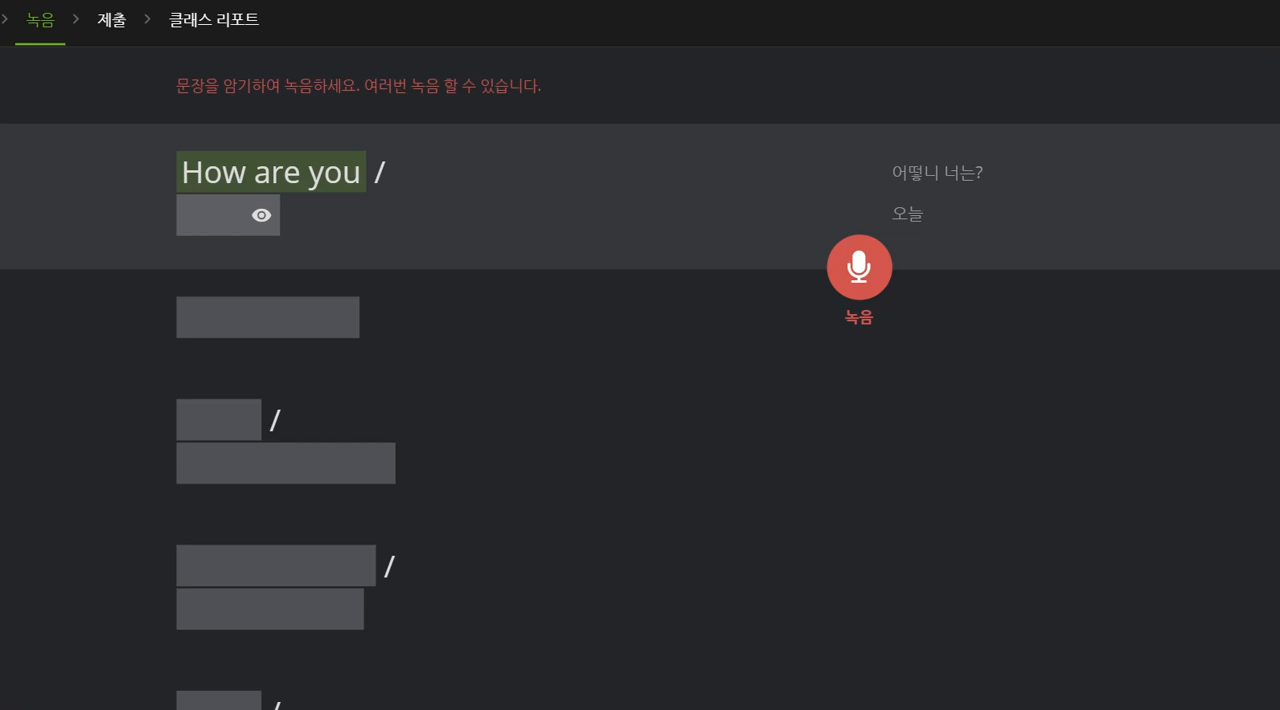 녹음 제출 클래스 리포트
문장을 암기하여 녹음하세요. 여러번 녹음 할 수 있습니다.
How are you /
어떻니 너는?
오늘
녹음
/
/
/